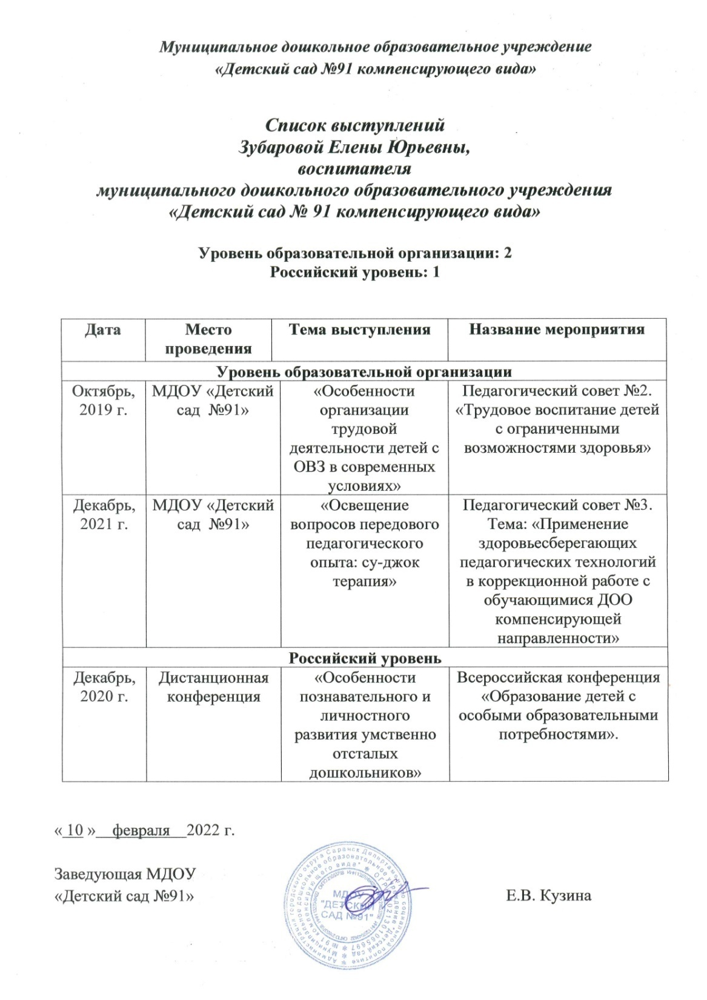 Муниципальное дошкольное образовательное учреждение
«Детский сад №91 компенсирующего вида»
Список выступлений
Зубаровой Елены Юрьевны,
воспитателя
муниципального дошкольного образовательного учреждения
«Детский сад № 91 компенсирующего вида»
Уровень образовательной организации: 2
Российский уровень: 1
Дата
Место
проведения
Тема выступления
Название мероприятия
Уровень образовательной организации
Октябрь,
2019 г.
МДОУ «Детский
сад №91»
«Особенности
организации
трудовой
деятельности детей с
ОВЗ в современных
условиях»
Педагогический совет №2.
«Трудовое воспитание детей
с ограниченными
возможностями здоровья»
Декабрь,
2021 г.
МДОУ «Детский
сад №91»
«Освещение
вопросов передового
педагогического
опыта: су-джок
терапия»
Педагогический совет №3.
Тема: «Применение
здоровьесберегающих
педагогических технологий
в коррекционной работе с
обучающимися ДОО
компенсирующей
направленности»
Российский уровень
Декабрь,
2020 г.
Дистанционная
конференция
«Особенности
познавательного и
личностного
развития умственно
отсталых
дошкольников»
Всероссийская конференция
«Образование детей с
особыми образовательными
потребностями».
« 10 »__февраля__2022 г.
Заведующая МДОУ
«Детский сад №91»
Е.В. Кузина
МДОУ
"ДЕТСКИЙ
САД №91"